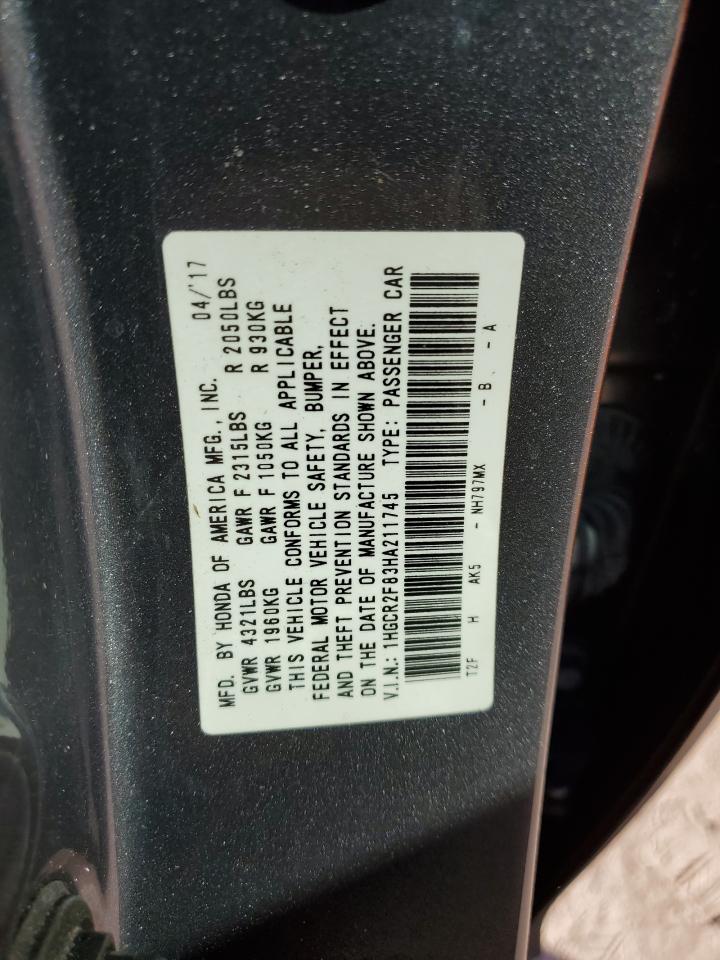 MFD. BY HONDA OF AMERICA MFG., INC. 04/'17
GVWR 4321LBS GAWR F 2315LBS R 2050LBS
GVWR 1960KG GAWR F 1050KG R 930KG
THIS VEHICLE CONFORMS TO ALL APPLICABLE
FEDERAL MOTOR VEHICLE SAFETY, BUMPER,
AND THEFT PREVENTION STANDARDS IN EFFECT
ON THE DATE OF MANUFACTURE SHOWN ABOVE.
V.I.N.: 1HGCR2F83HA211745 TYPE: PASSENGER CAR
T2F H AK5 - NH797MX - B - A